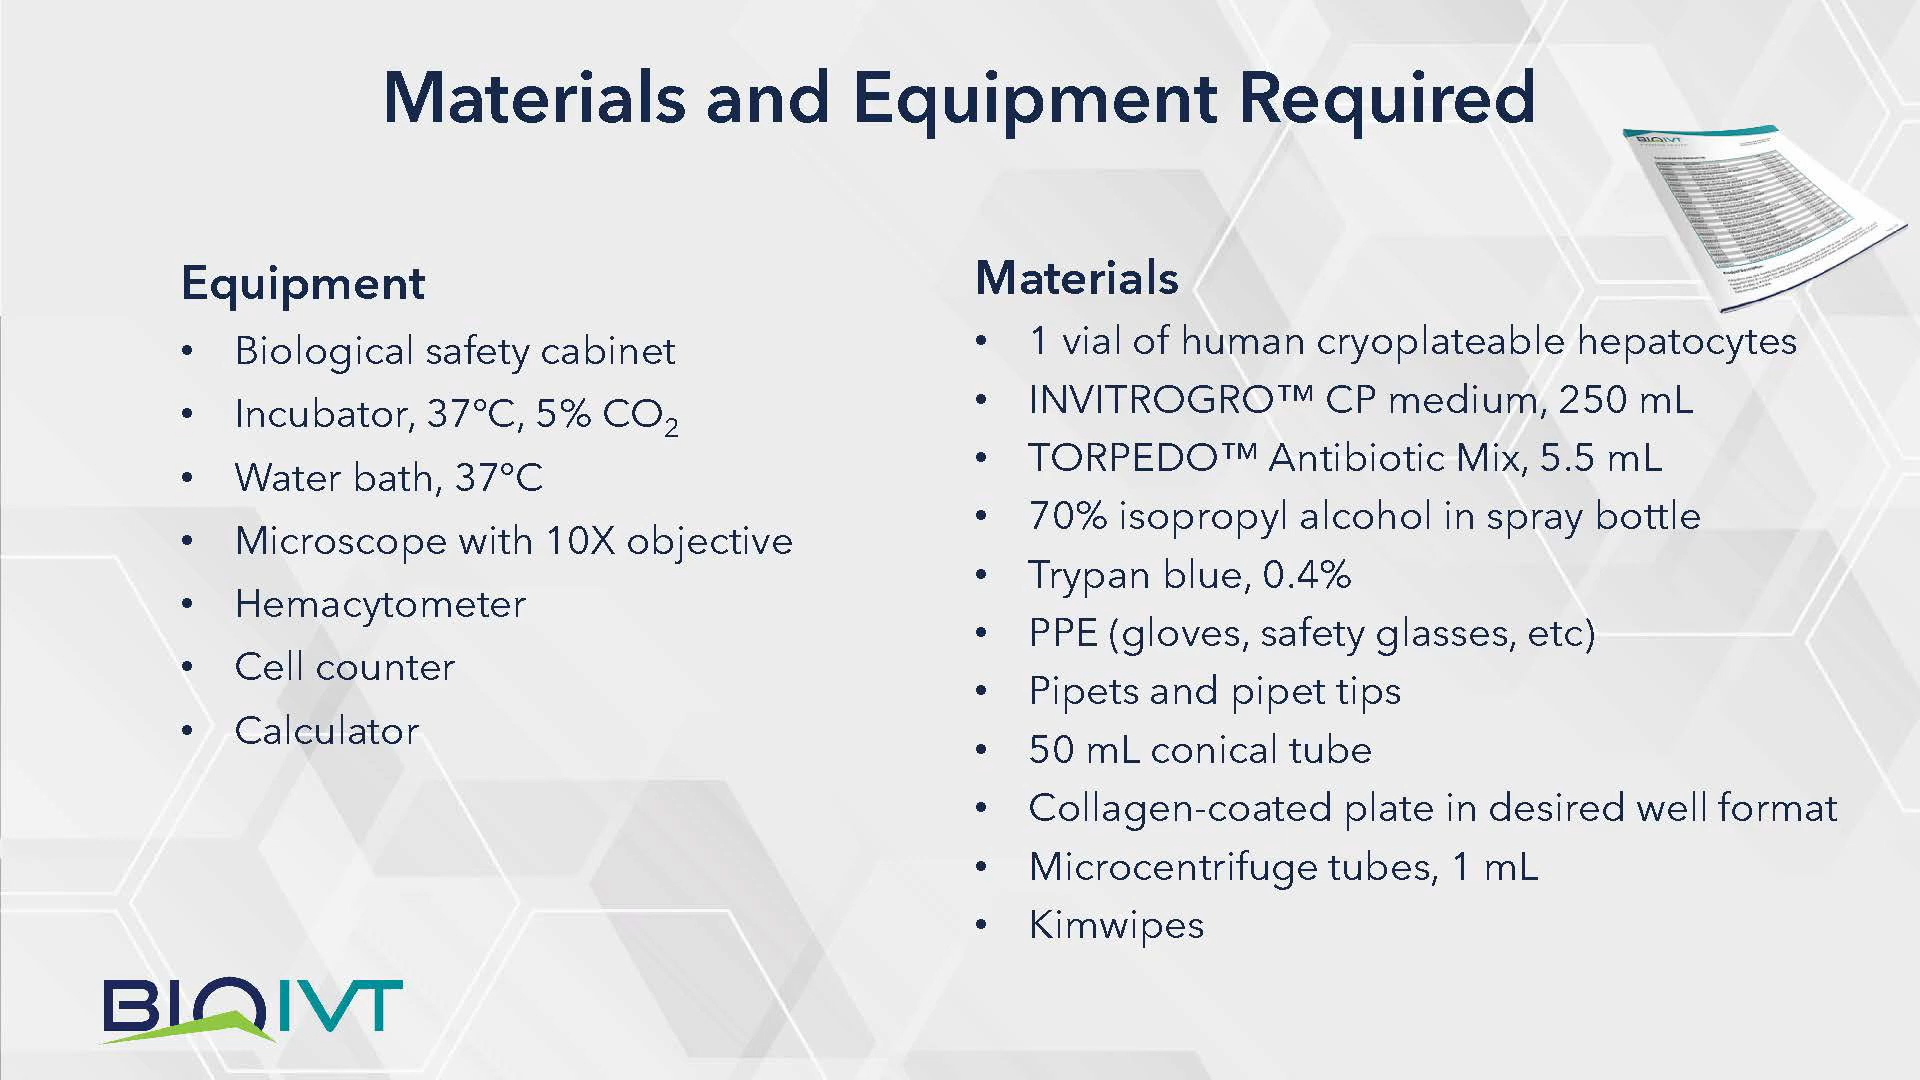 Materials and Equipment Required
BIOIVT
Equipment
• Biological safety cabinet
• Incubator, 37°C, 5% CO₂
• Water bath, 37°C
• Microscope with 10X objective
• Hemacytometer
• Cell counter
• Calculator
Materials
• 1 vial of human cryoplateable hepatocytes
• INVITROGRO™ CP medium, 250 mL
• TORPEDO™ Antibiotic Mix, 5.5 mL
• 70% isopropyl alcohol in spray bottle
• Trypan blue, 0.4%
• PPE (gloves, safety glasses, etc)
• Pipets and pipet tips
• 50 mL conical tube
• Collagen-coated plate in desired well format
• Microcentrifuge tubes, 1 mL
• Kimwipes
BIOIVT